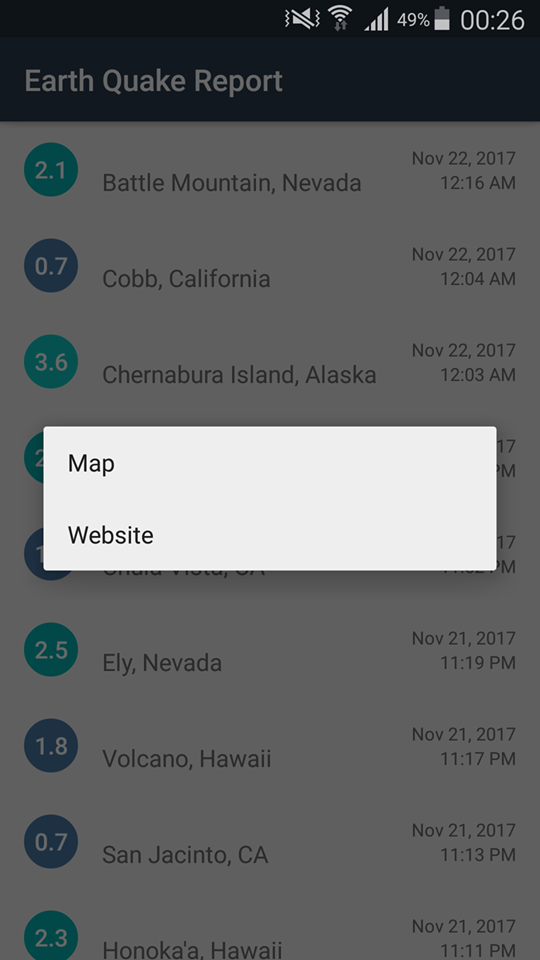 49% 00:26
Earth Quake Report
2.1 Battle Mountain, Nevada Nov 22, 2017
12:16 AM
0.7 Cobb, California Nov 22, 2017
12:04 AM
3.6 Chernabura Island, Alaska Nov 22, 2017
12:03 AM
Map
Website
2.5 Ely, Nevada Nov 21, 2017
11:19 PM
1.8 Volcano, Hawaii Nov 21, 2017
11:17 PM
0.7 San Jacinto, CA Nov 21, 2017
11:13 PM
2.3 Honoka'a, Hawaii Nov 21, 2017
11:11 PM